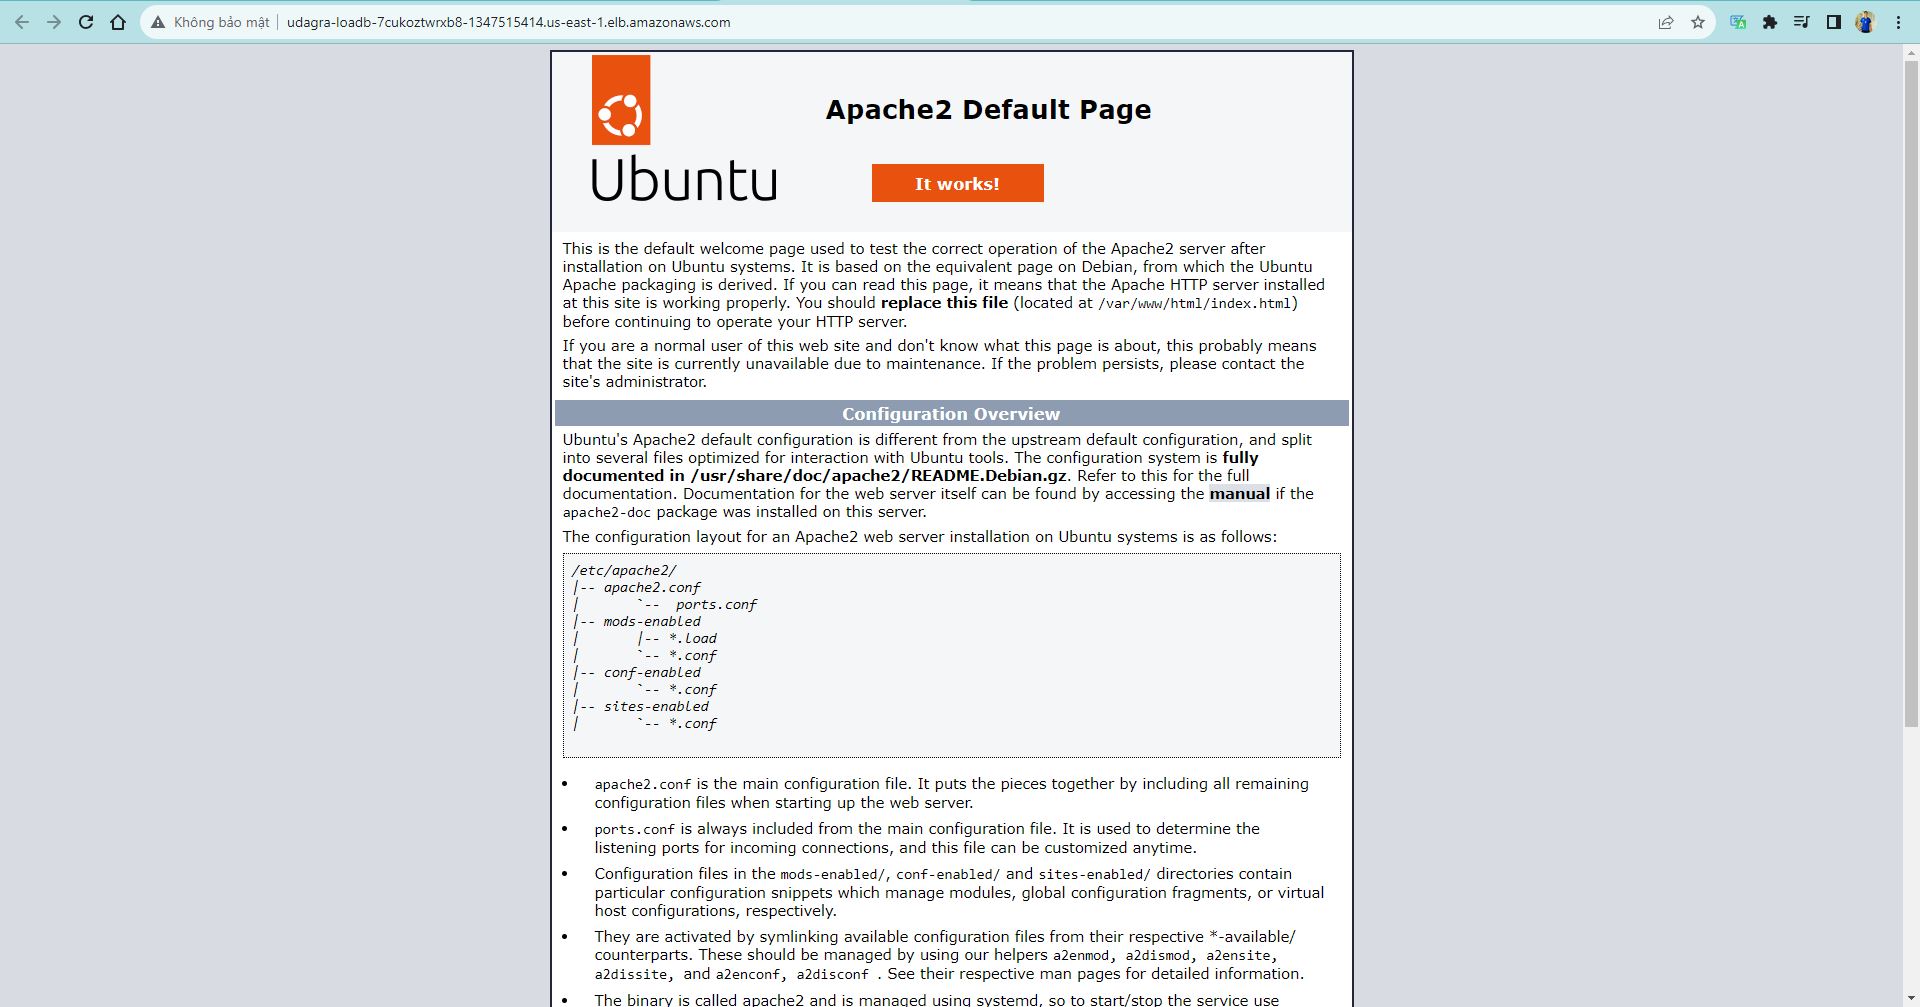 Không bảo mật udagra-loadb-7cukoztwrxb8-1347515414.us-east-1.elb.amazonaws.com
Ubuntu
Apache2 Default Page
It works!
This is the default welcome page used to test the correct operation of the Apache2 server after
installation on Ubuntu systems. It is based on the equivalent page on Debian, from which the Ubuntu
Apache packaging is derived. If you can read this page, it means that the Apache HTTP server installed
at this site is working properly. You should replace this file (located at /var/www/html/index.html)
before continuing to operate your HTTP server.
If you are a normal user of this web site and don't know what this page is about, this probably means
that the site is currently unavailable due to maintenance. If the problem persists, please contact the
site's administrator.
Configuration Overview
Ubuntu's Apache2 default configuration is different from the upstream default configuration, and split
into several files optimized for interaction with Ubuntu tools. The configuration system is fully
documented in /usr/share/doc/apache2/README.Debian.gz. Refer to this for the full
documentation. Documentation for the web server itself can be found by accessing the manual if the
apache2-doc package was installed on this server.
The configuration layout for an Apache2 web server installation on Ubuntu systems is as follows:
/etc/apache2/
|-- apache2.conf
|       `--  ports.conf
|-- mods-enabled
|       |-- *.load
|       `-- *.conf
|-- conf-enabled
|       `-- *.conf
|-- sites-enabled
|       `-- *.conf
• apache2.conf is the main configuration file. It puts the pieces together by including all remaining
configuration files when starting up the web server.
• ports.conf is always included from the main configuration file. It is used to determine the
listening ports for incoming connections, and this file can be customized anytime.
• Configuration files in the mods-enabled/, conf-enabled/ and sites-enabled/ directories contain
particular configuration snippets which manage modules, global configuration fragments, or virtual
host configurations, respectively.
• They are activated by symlinking available configuration files from their respective *-available/
counterparts. These should be managed by using our helpers a2enmod, a2dismod, a2ensite,
a2dissite, and a2enconf, a2disconf . See their respective man pages for detailed information.
• The binary is called apache2 and is managed using systemd, so to start/stop the service use